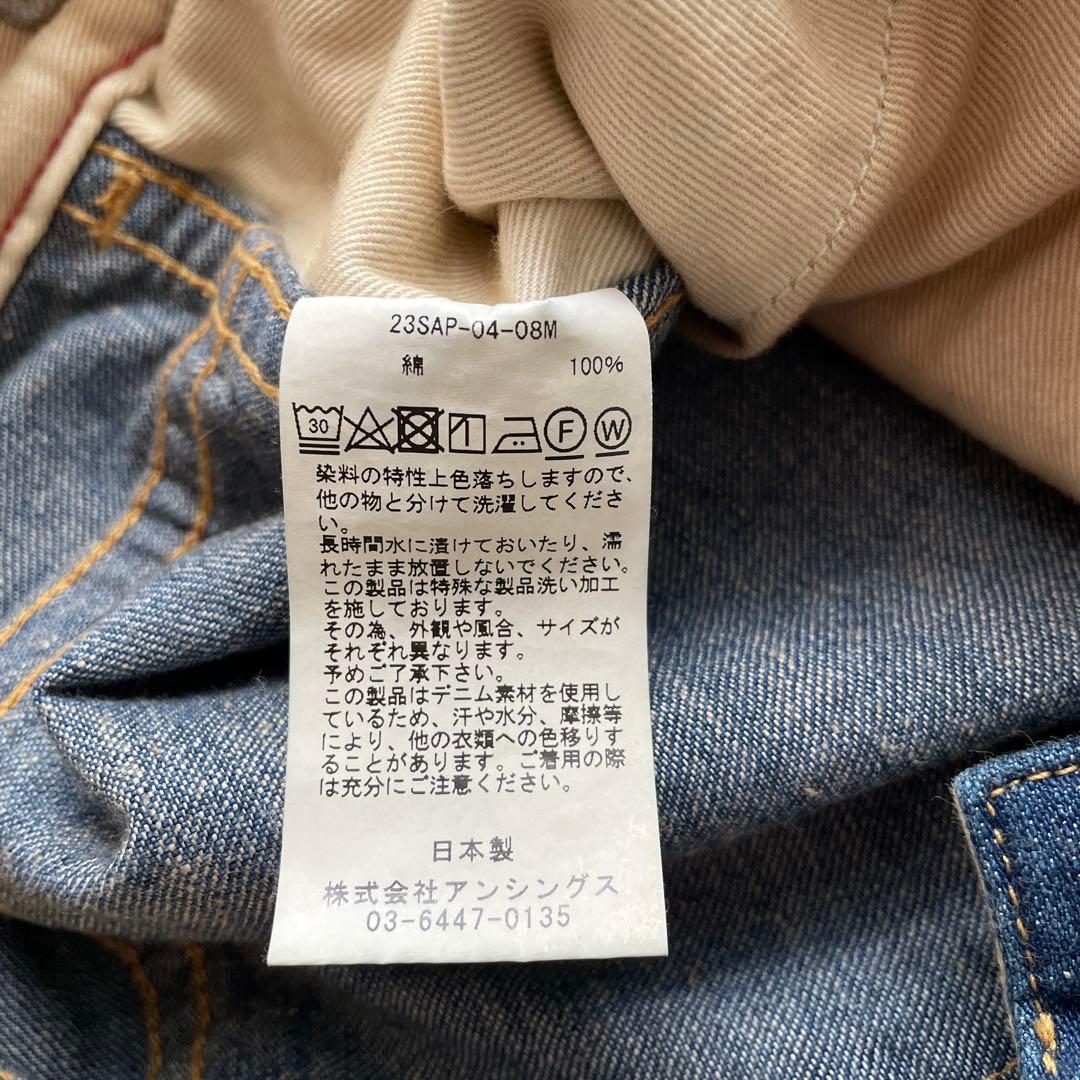 23SAP-04-08M
綿 100%
30 F W
染料の特性上色落ちしますので、
他の物と分けて洗濯してくださ
い。
長時間水に漬けておいたり、濡
れたまま放置しないでください。
この製品は特殊な製品洗い加工
を施しております。
その為、外観や風合、サイズが
それぞれ異なります。
予めご了承下さい。
この製品はデニム素材を使用し
ているため、汗や水分、摩擦等
により、他の衣類への色移りす
ることがあります。ご着用の際
は充分にご注意ください。
日本製
株式会社アンシングス
03-6447-0135